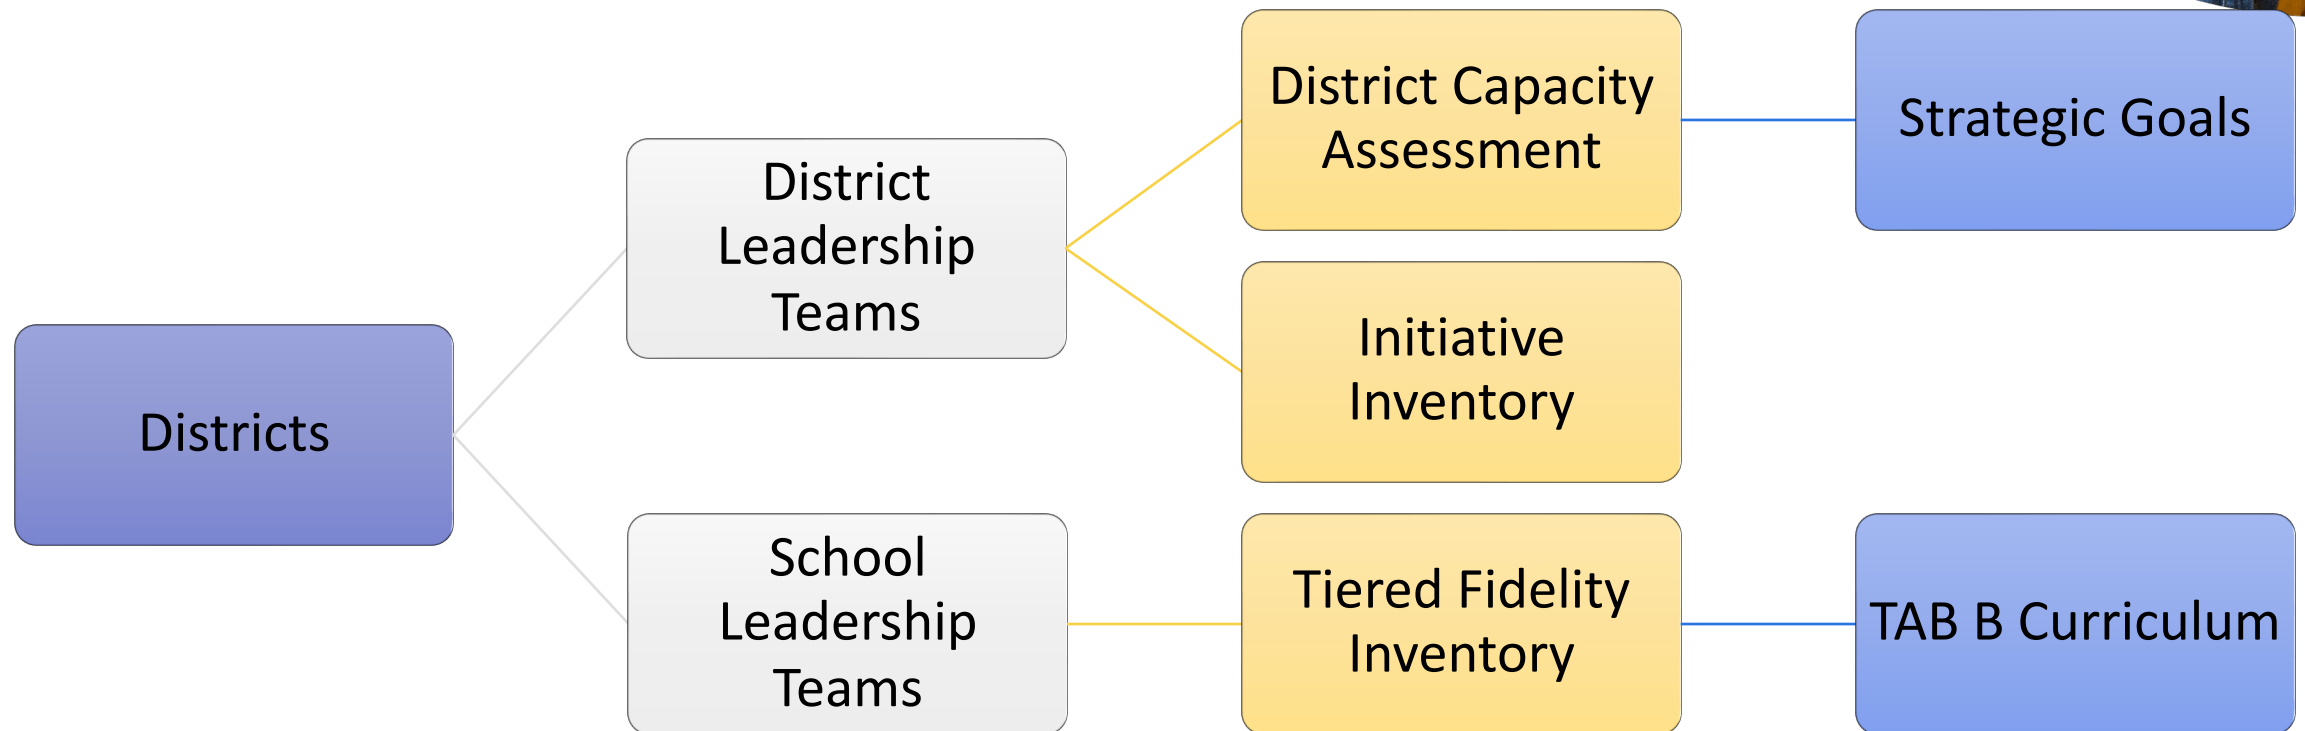 Districts
District
Leadership
Teams
District Capacity
Assessment
Strategic Goals
Initiative
Inventory
School
Leadership
Teams
Tiered Fidelity
Inventory
TAB B Curriculum